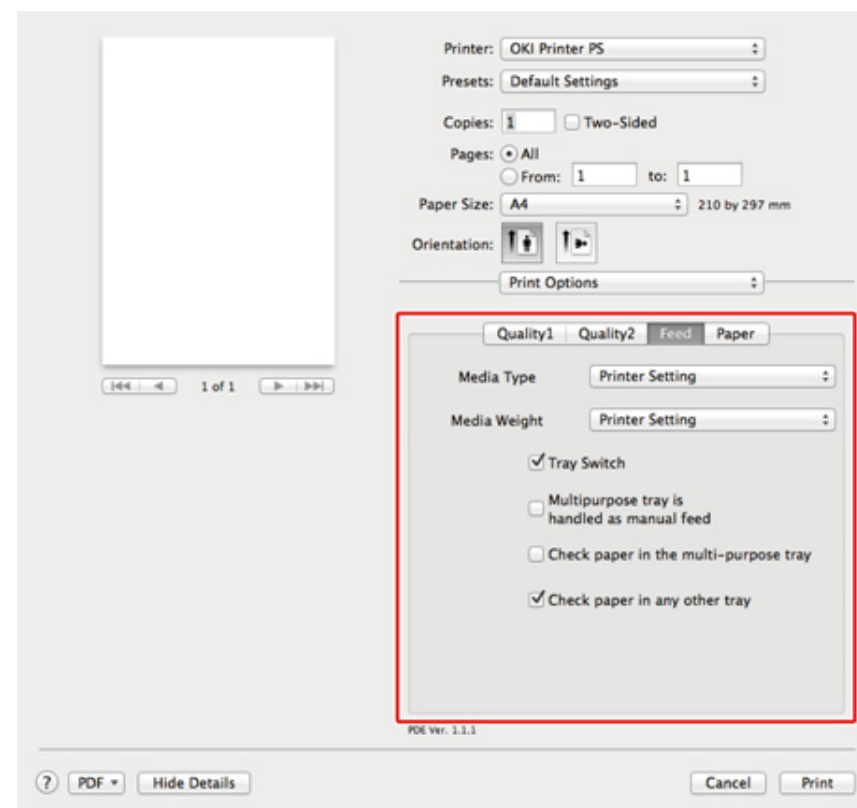 Printer: OKI Printer PS
Presets: Default Settings
Copies: 1 Two-Sided
Pages: All
From: 1 to: 1
Paper Size: A4 210 by 297 mm
Orientation:
Print Options
1 of 1
Quality1 Quality2 Feed Paper
Media Type Printer Setting
Media Weight Printer Setting
Tray Switch
Multipurpose tray is
handled as manual feed
Check paper in the multi-purpose tray
Check paper in any other tray
PDE Ver. 1.1.1
? PDF Hide Details Cancel Print